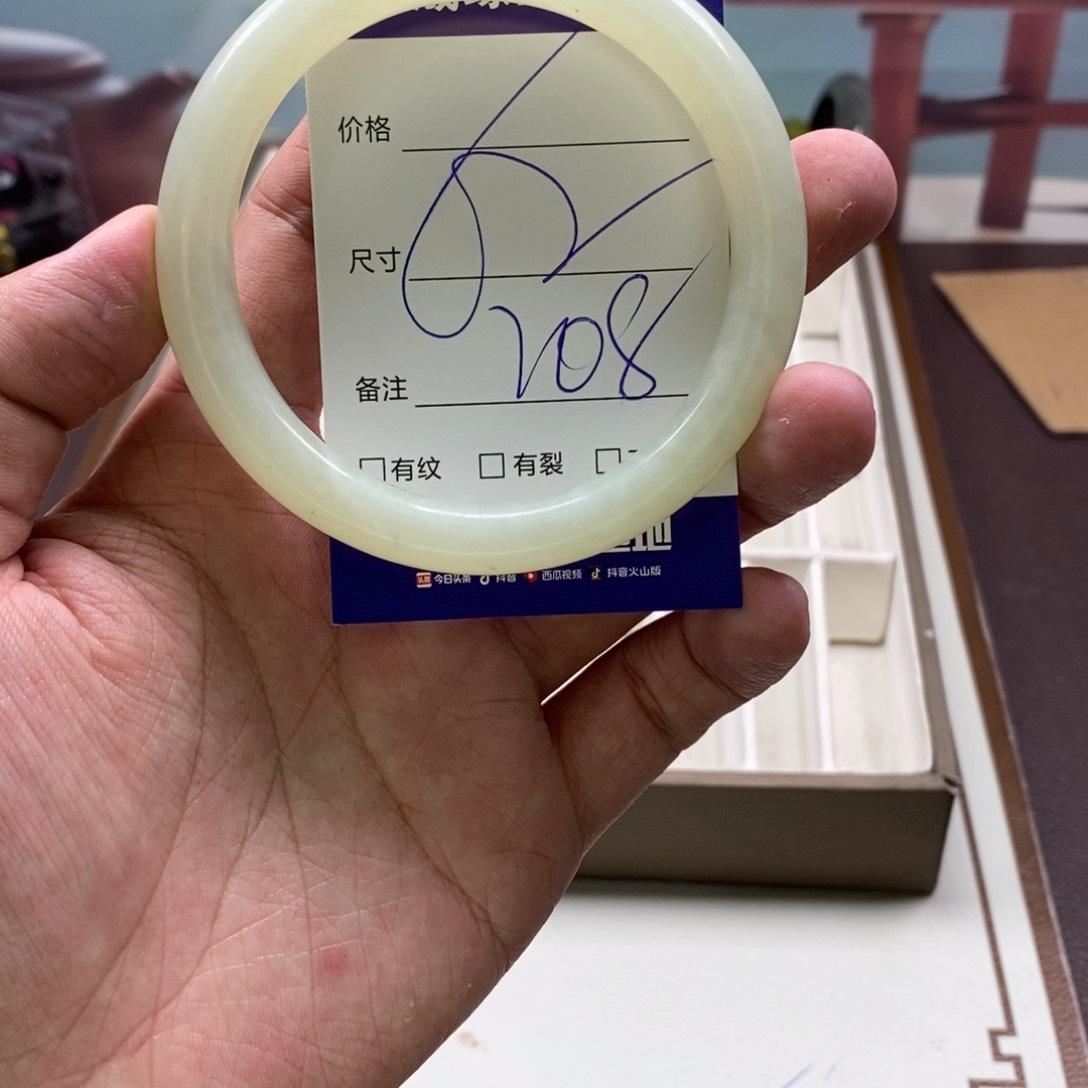 价格
尺寸
备注 208
□有纹 □有裂
今日头条 抖音 西瓜视频 抖音火山版